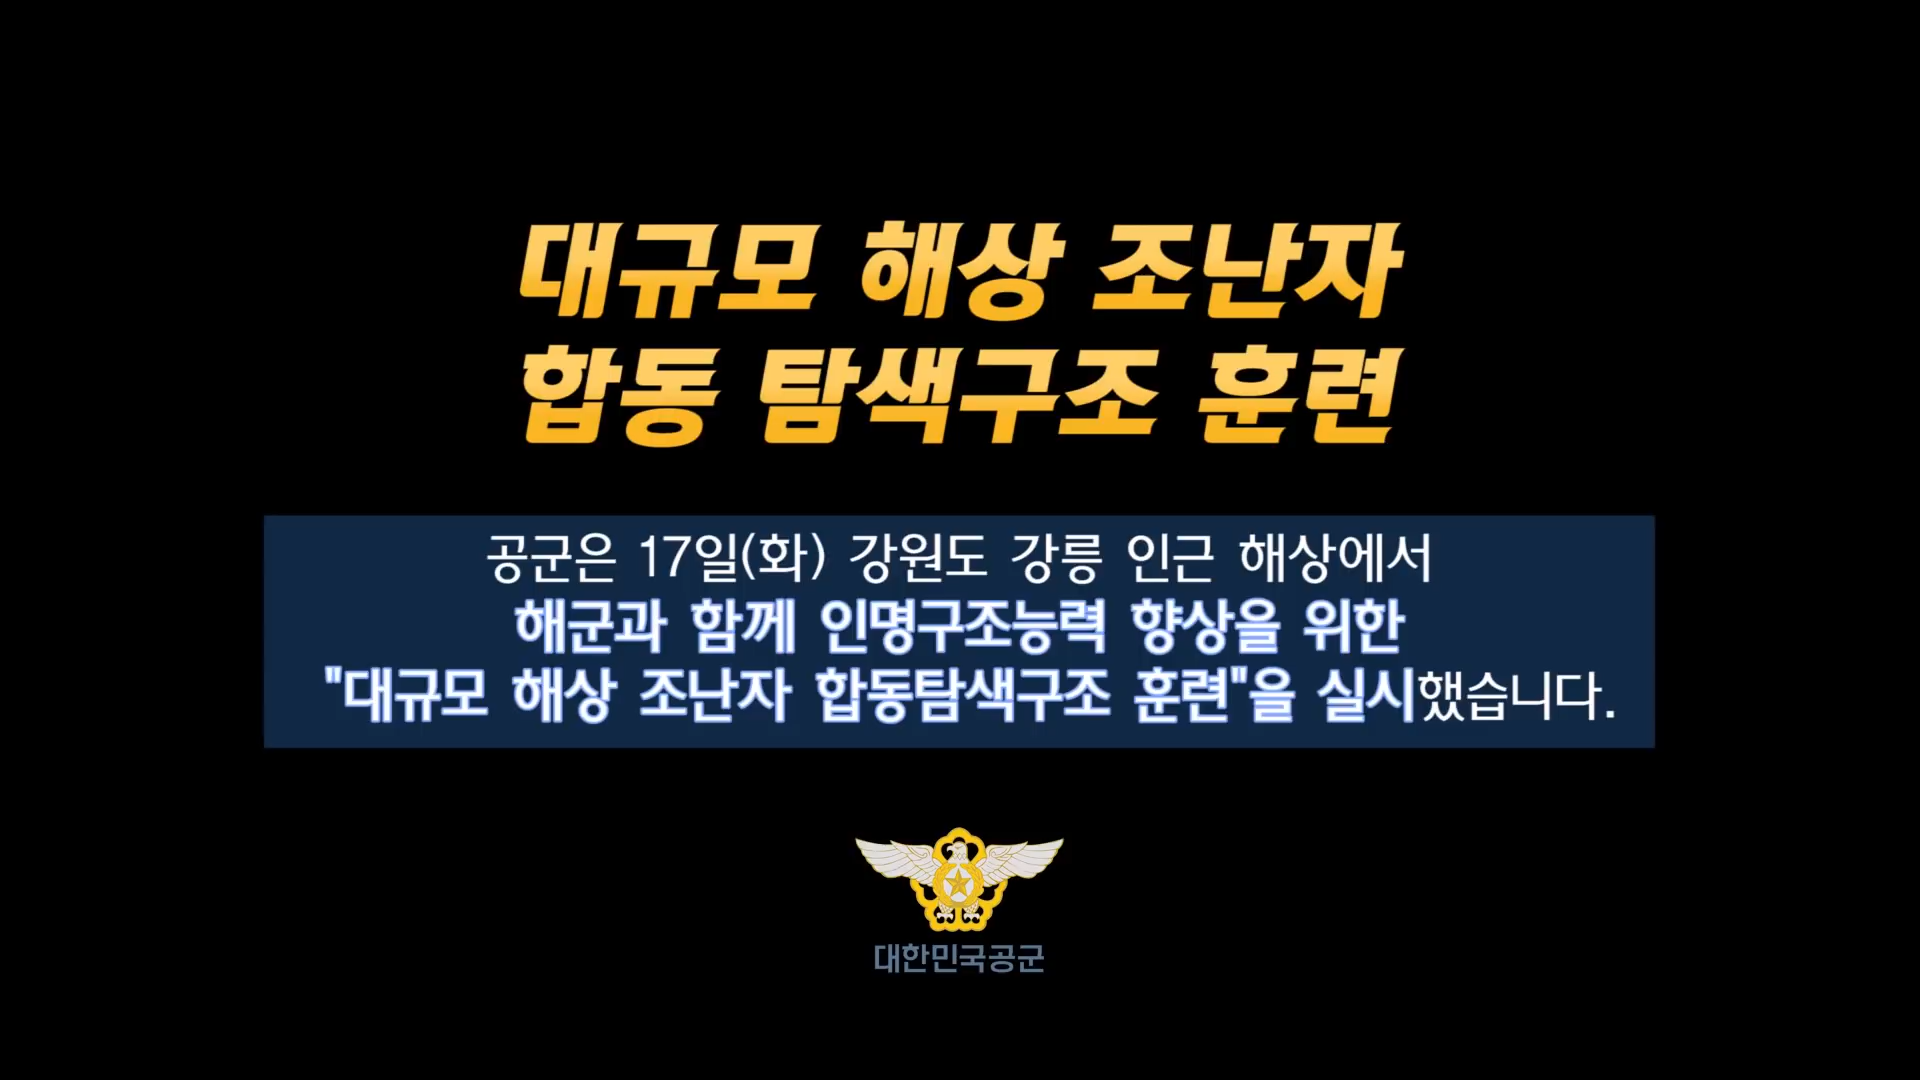 대규모 해상 조난자
합동 탐색구조 훈련
공군은 17일(화) 강원도 강릉 인근 해상에서
해군과 함께 인명구조능력 향상을 위한
"대규모 해상 조난자 합동탐색구조 훈련"을 실시했습니다.
대한민국공군